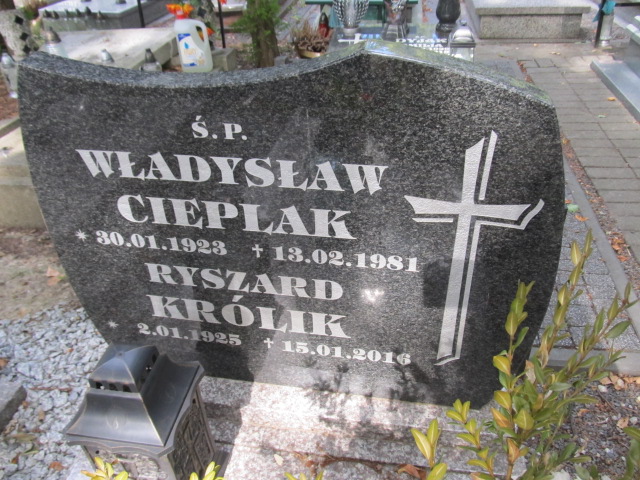 Ś.P.
WŁADYSŁAW
CIEPLAK
* 30.01.1923 † 13.02.1981
RYSZARD
KRÓLIK
* 2.01.1925 † 15.01.2016